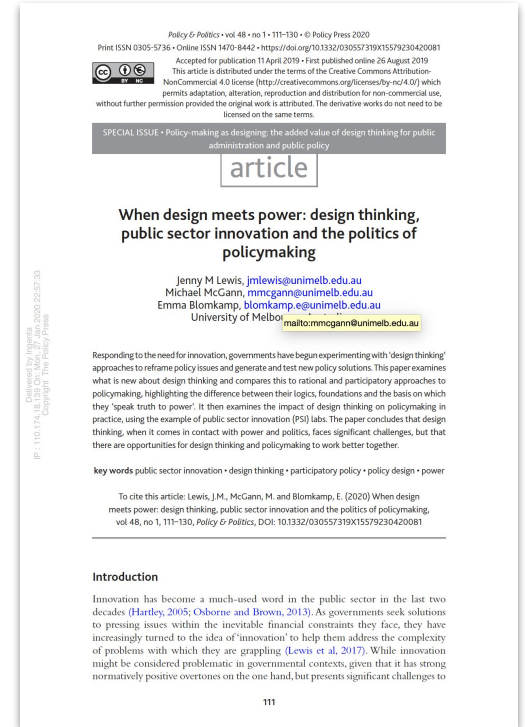 Policy & Politics • vol 48 • no 1 • 111–130 • © Policy Press 2020
Print ISSN 0305-5736 • Online ISSN 1470-8442 • https://doi.org/10.1332/030557319X15579230420081
Accepted for publication 11 April 2019 • First published online 26 August 2019
This article is distributed under the terms of the Creative Commons Attribution-
NonCommercial 4.0 license (http://creativecommons.org/licenses/by-nc/4.0/) which
permits adaptation, alteration, reproduction and distribution for non-commercial use,
without further permission provided the original work is attributed. The derivative works do not need to be
licensed on the same terms.
cc BY NC
SPECIAL ISSUE • Policy-making as designing: the added value of design thinking for public
administration and public policy
article
When design meets power: design thinking,
public sector innovation and the politics of
policymaking
Jenny M Lewis, jmlewis@unimelb.edu.au
Michael McGann, mmcgann@unimelb.edu.au
Emma Blomkamp, blomkamp.e@unimelb.edu.au
University of Melbou
mailto:mmcgann@unimelb.edu.au
Responding to the need for innovation, governments have begun experimenting with 'design thinking'
approaches to reframe policy issues and generate and test new policy solutions. This paper examines
what is new about design thinking and compares this to rational and participatory approaches to
policymaking, highlighting the difference between their logics, foundations and the basis on which
they 'speak truth to power'. It then examines the impact of design thinking on policymaking in
practice, using the example of public sector innovation (PSI) labs. The paper concludes that design
thinking, when it comes in contact with power and politics, faces significant challenges, but that
there are opportunities for design thinking and policymaking to work better together.
key words public sector innovation • design thinking • participatory policy • policy design • power
To cite this article: Lewis, J.M., McGann, M. and Blomkamp, E. (2020) When design
meets power: design thinking, public sector innovation and the politics of policymaking,
vol 48, no 1, 111–130, Policy & Politics, DOI: 10.1332/030557319X15579230420081
Introduction
Innovation has become a much-used word in the public sector in the last two
decades (Hartley, 2005; Osborne and Brown, 2013). As governments seek solutions
to pressing issues within the inevitable financial constraints they face, they have
increasingly turned to the idea of 'innovation' to help them address the complexity
of problems with which they are grappling (Lewis et al, 2017). While innovation
might be considered problematic in governmental contexts, given that it has strong
normatively positive overtones on the one hand, but presents significant challenges to
111
Delivered by Ingenta
IP : 110.174.18.139 On: Mon, 27 Jan 2020 22:57:33
Copyright The Policy Press